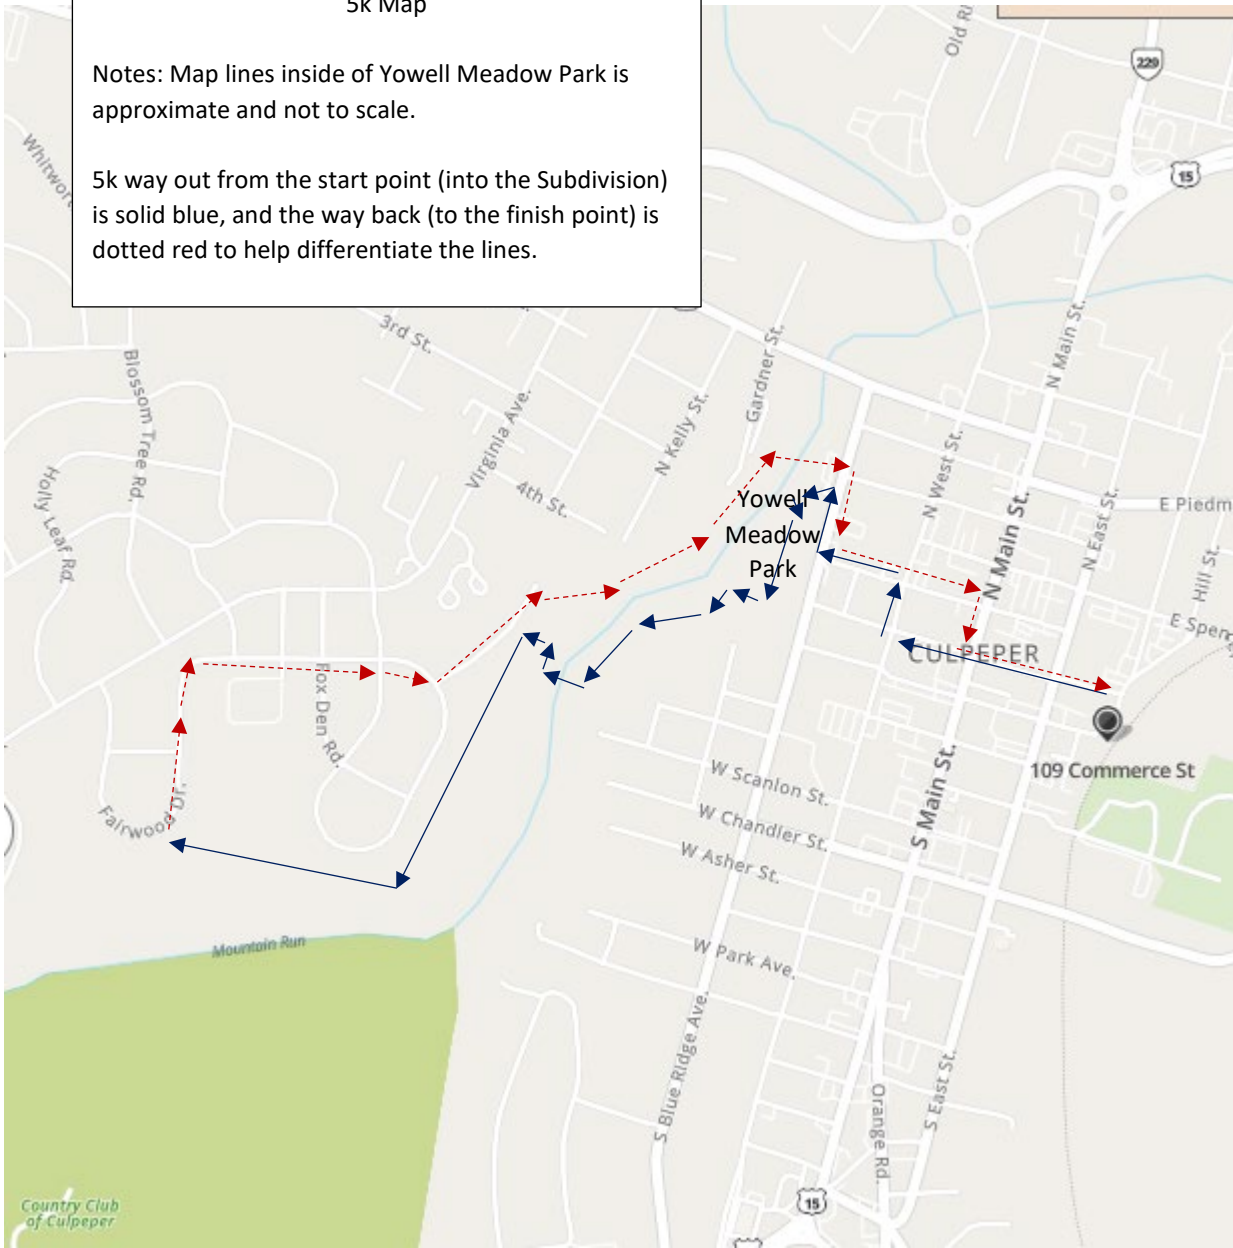 5k Map
Notes: Map lines inside of Yowell Meadow Park is
approximate and not to scale.
5k way out from the start point (into the Subdivision)
is solid blue, and the way back (to the finish point) is
dotted red to help differentiate the lines.
Old Ri
229
15
Whitwort
3rd St.
Blossom Tree Rd.
Virginia Ave.
N Kelly St.
Gardner St.
N Main St.
Holly Leaf Rd.
4th St.
Yowell
Meadow
Park
N West St.
N Main St.
N East St.
E Piedm
Hill St.
E Spen
CULPEPER
Fox Den Rd.
Fairwood Dr.
109 Commerce St
W Scanlon St.
W Chandler St.
W Asher St.
S Main St.
Mountain Run
W Park Ave.
S Blue Ridge Ave.
Orange Rd.
S East St.
15
Country Club
of Culpeper